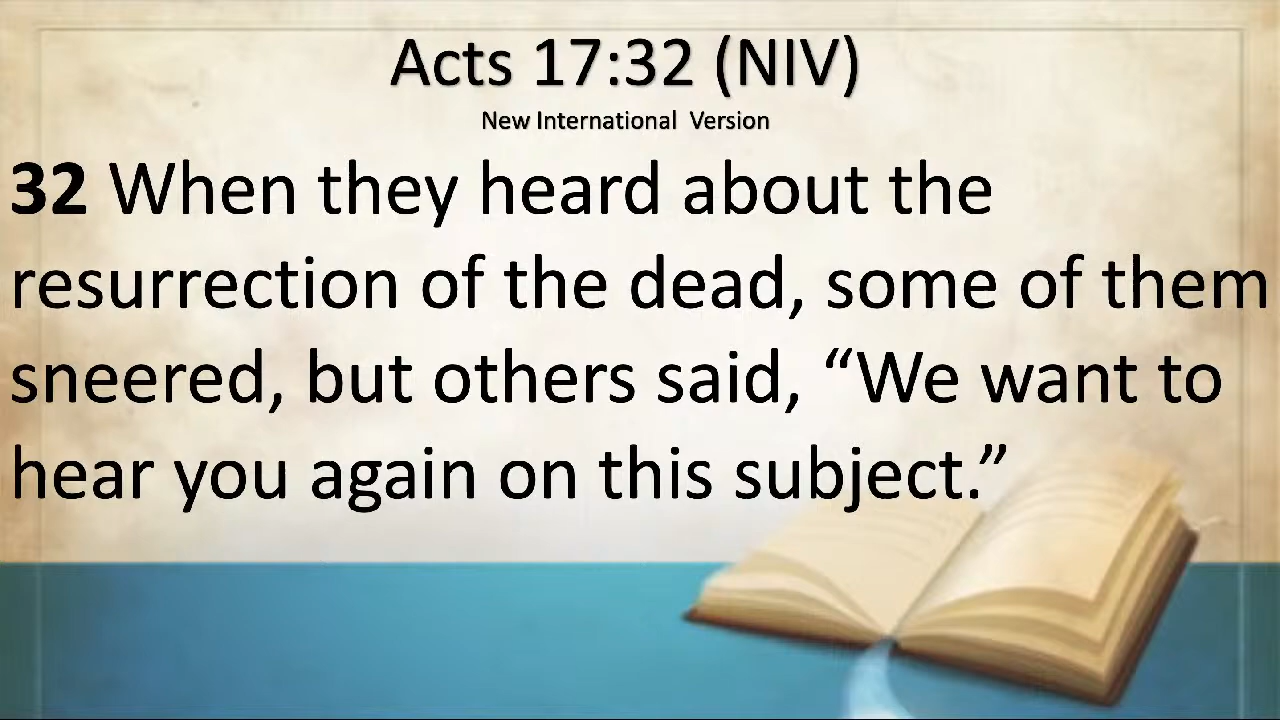 Acts 17:32 (NIV)
New International Version
32 When they heard about the
resurrection of the dead, some of them
sneered, but others said, “We want to
hear you again on this subject.”